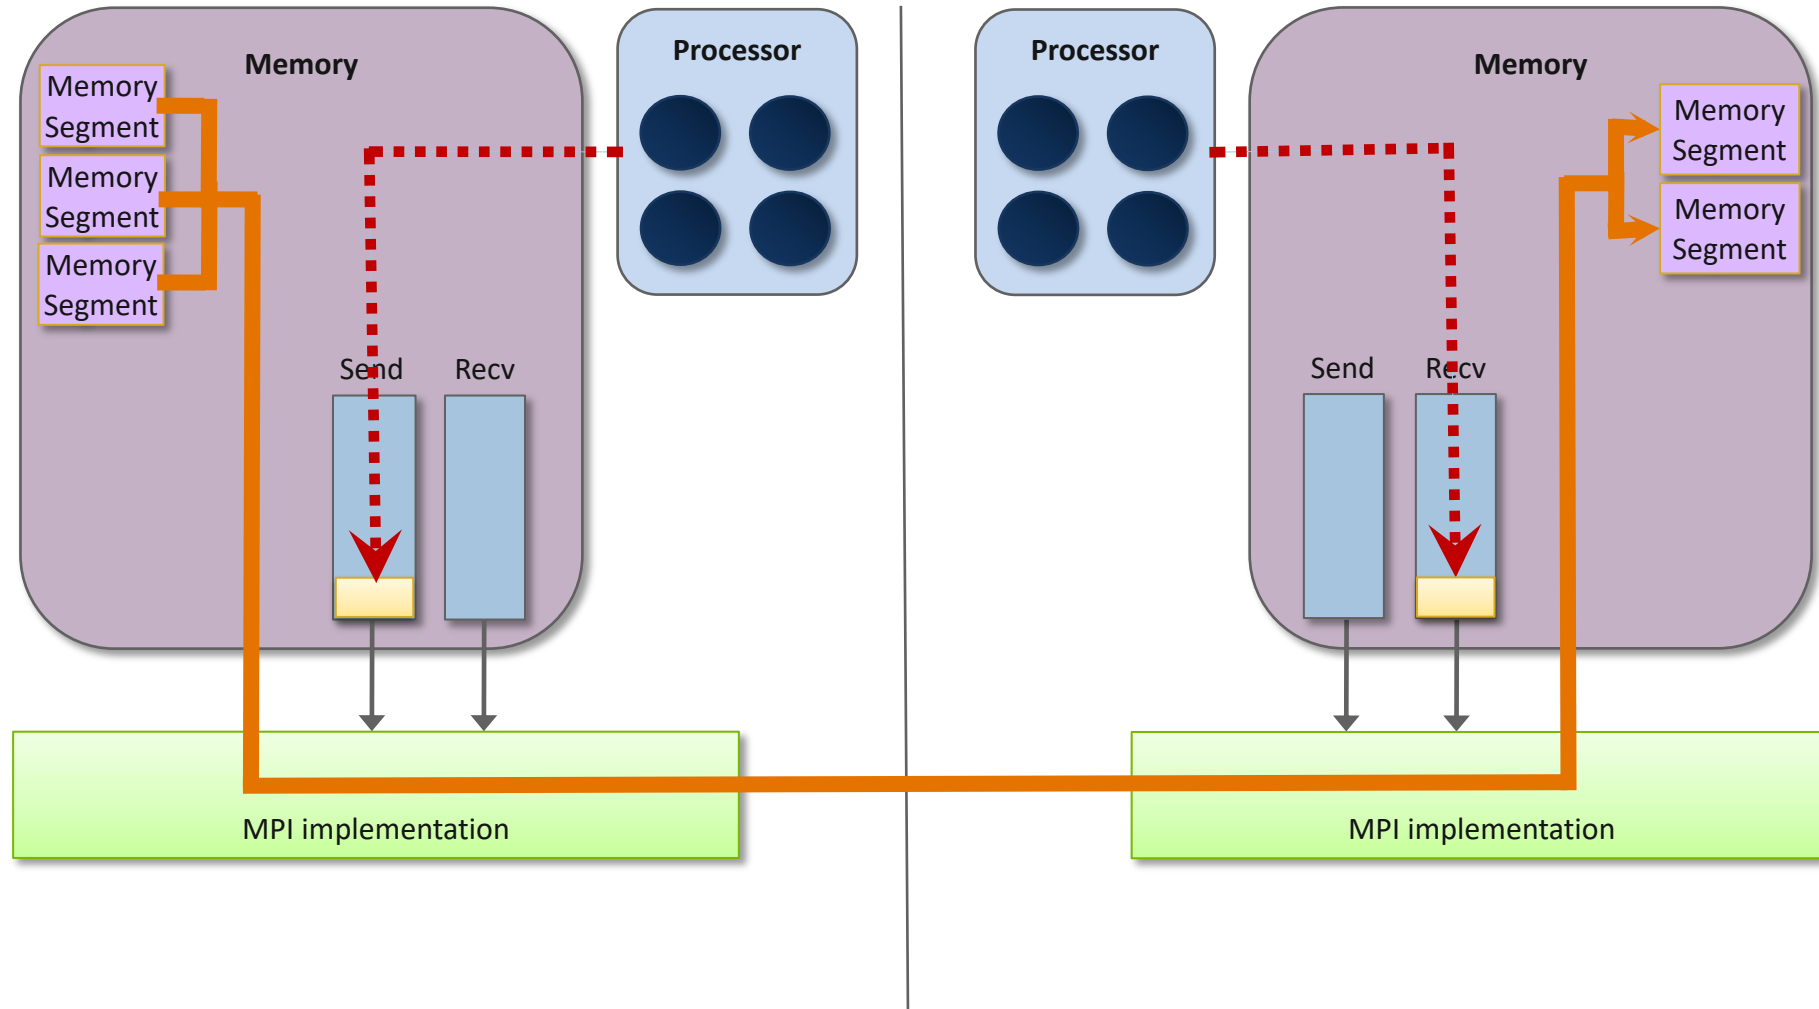 Memory
Memory
Segment
Memory
Segment
Memory
Segment
Send
Recv
Processor
MPI implementation
Processor
Memory
Memory
Segment
Memory
Segment
Send
Recv
MPI implementation